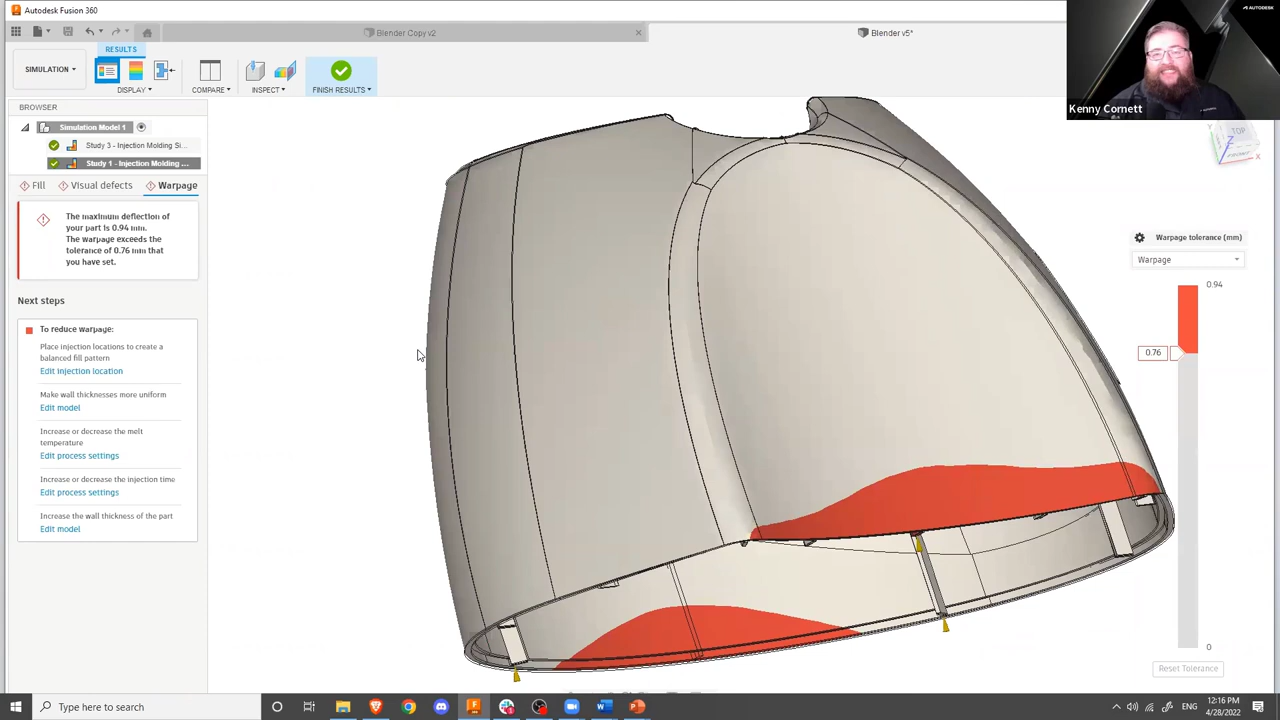 Autodesk Fusion 360
Blender Copy v2
Blender v5*
AUTODESK
Kenny Cornett
RESULTS
SIMULATION
DISPLAY
COMPARE
INSPECT
FINISH RESULTS
BROWSER
Simulation Model 1
Study 3 - Injection Molding Si...
Study 1 - Injection Molding ...
Fill
Visual defects
Warpage
The maximum deflection of
your part is 0.94 mm.
The warpage exceeds the
tolerance of 0.76 mm that
you have set.
Next steps
To reduce warpage:
Place injection locations to create a
balanced fill pattern
Edit injection location
Make wall thicknesses more uniform
Edit model
Increase or decrease the melt
temperature
Edit process settings
Increase or decrease the injection time
Edit process settings
Increase the wall thickness of the part
Edit model
TOP
FRONT
Y
Z
X
Warpage tolerance (mm)
Warpage
0.94
0.76
0
Reset Tolerance
Type here to search
ENG
12:16 PM
4/28/2022